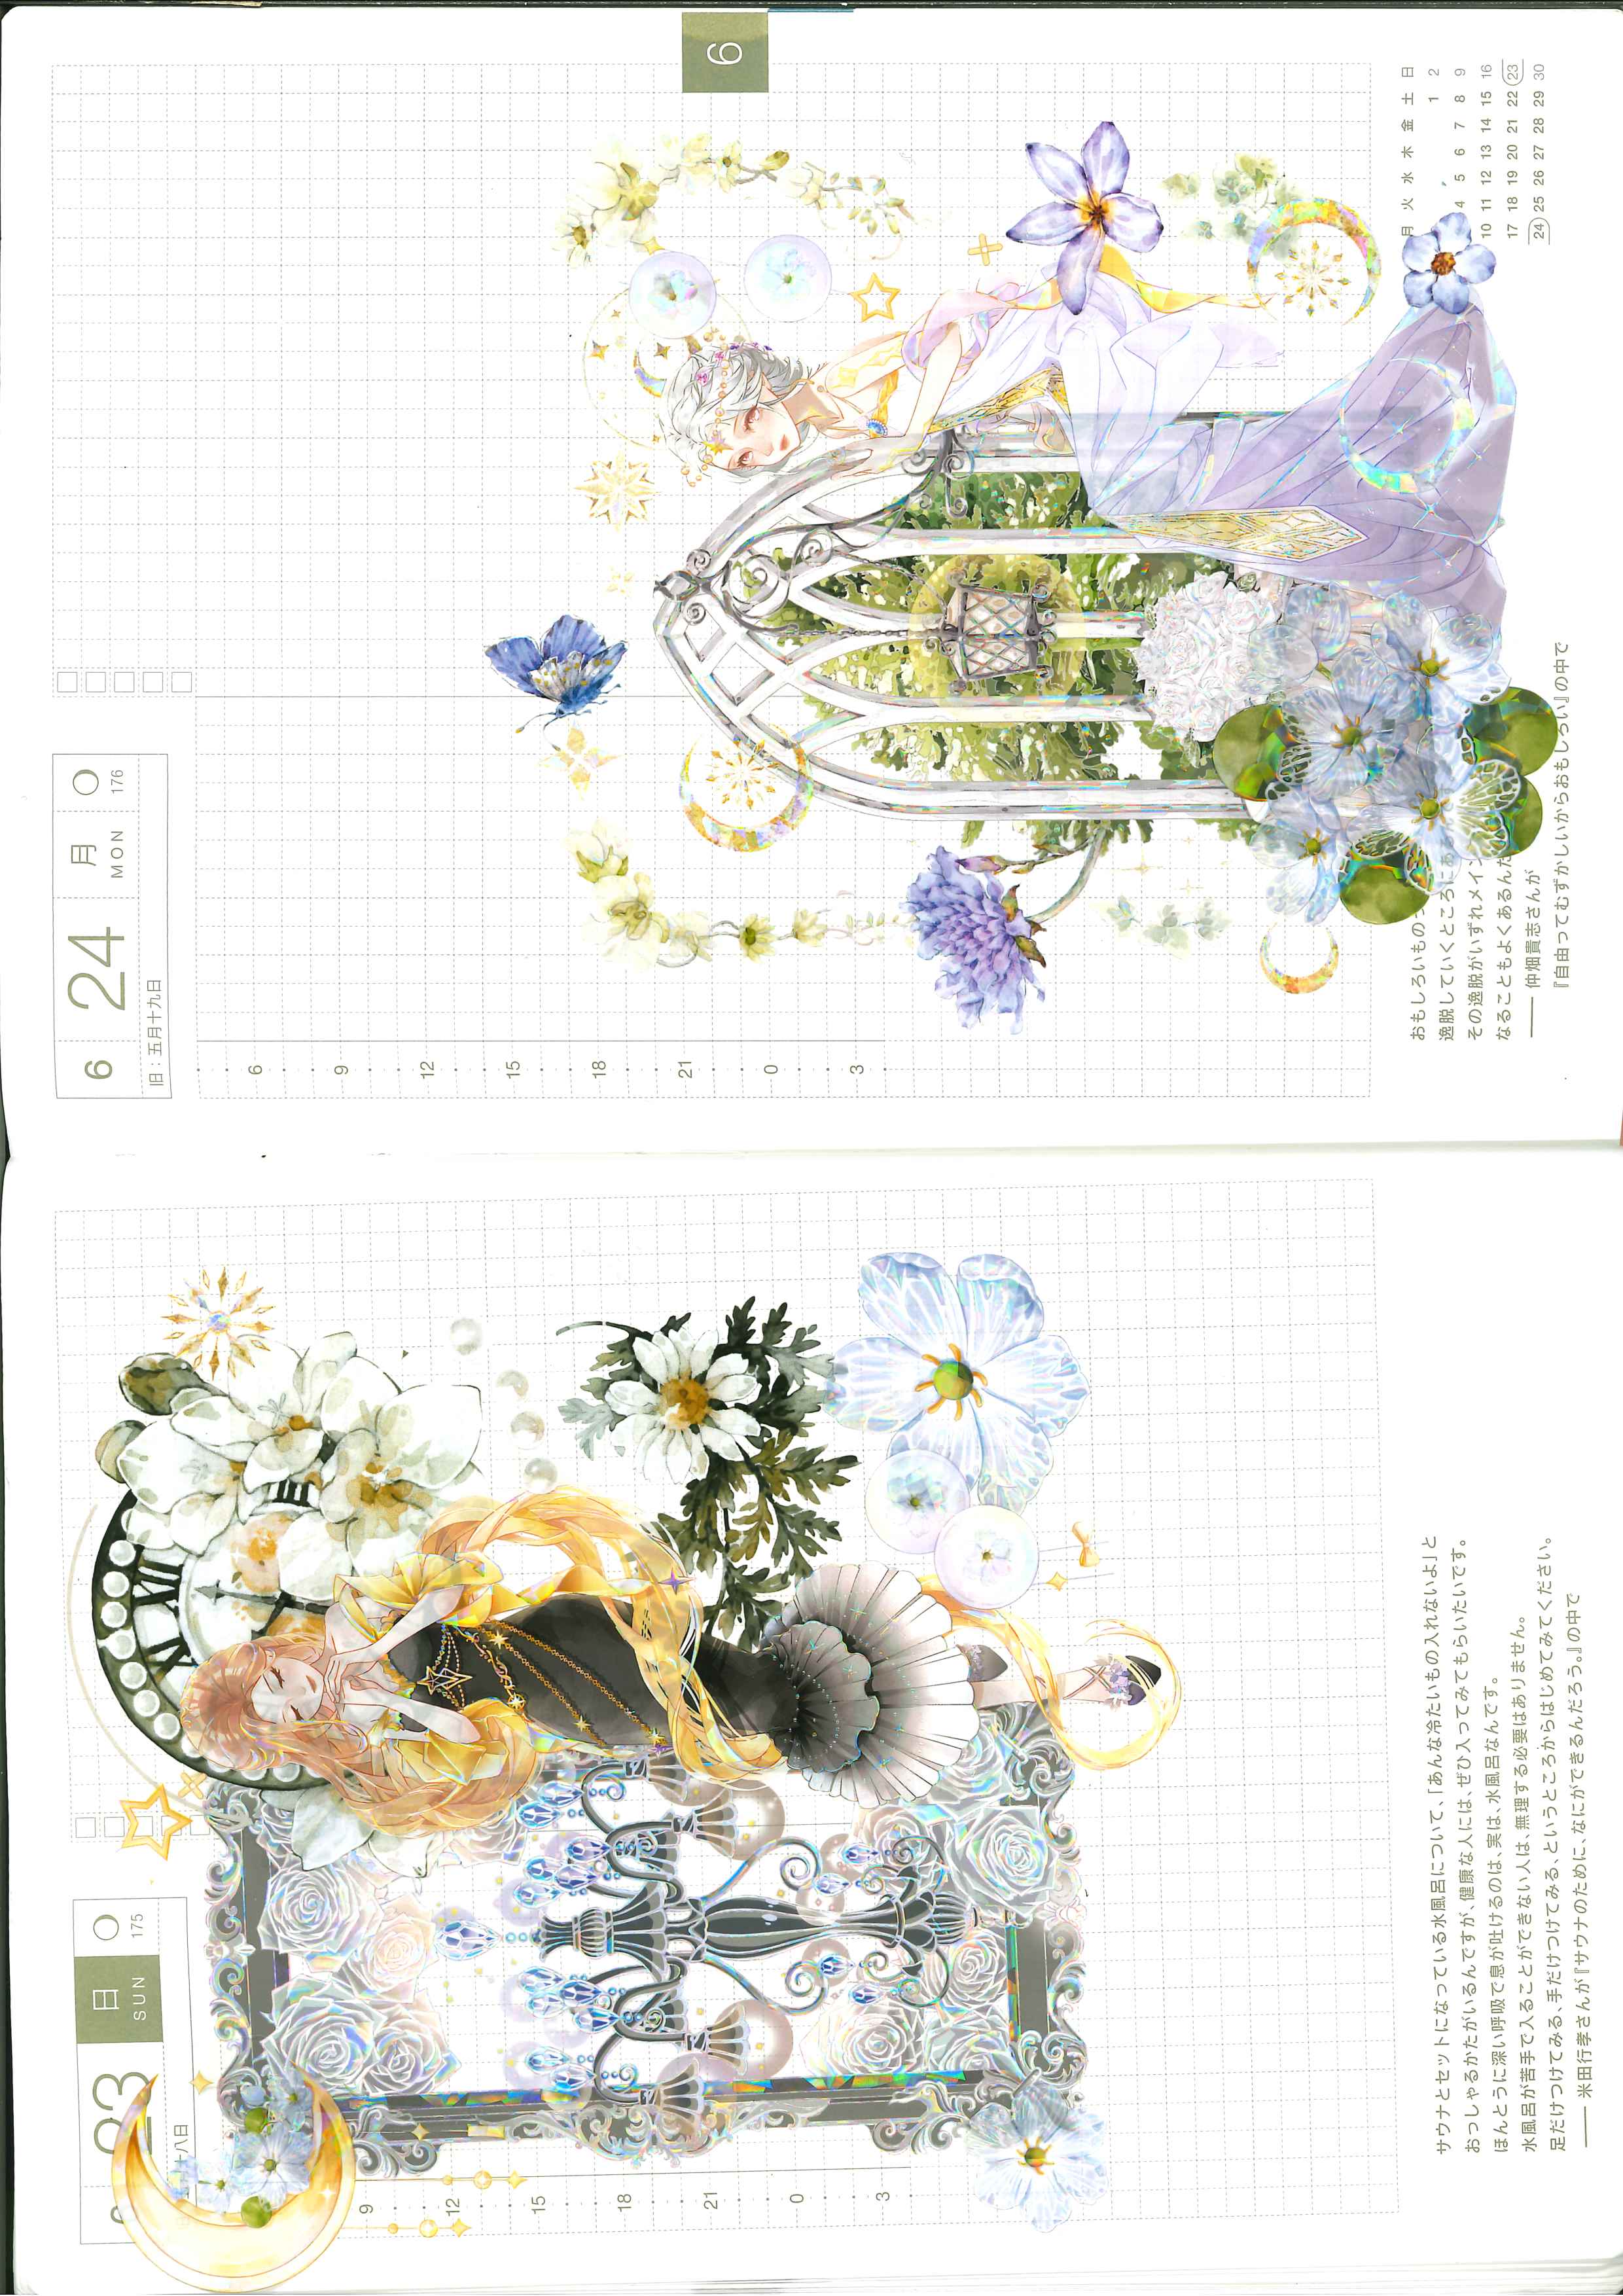 23
日
SUN
175
十八日
XI XII
III
9
12
15
18
21
0
3
サウナとセットになっている水風呂について、「あんな冷たいもの入れないよ」と
おっしゃるかたがいるんですが、健康な人には、ぜひ入ってみてもらいたいです。
ほんとうに深い呼吸で息が吐けるのは、実は、水風呂なんです。
水風呂が苦手で入ることができない人は、無理する必要はありません。
足だけつけてみる、手だけつけてみる、というところからはじめてみてください。
—— 米田行孝さんが『サウナのために、なにができるんだろう。』の中で
6
24
月
MON
176
旧：五月十九日
6
9
12
15
18
21
0
3
6
おもしろいものっ
逸脱していくところにあるんです
その逸脱がいずれメイン
なることもよくあるんだ
—— 仲畑貴志さんが
『自由ってむずかしいからおもしろい』の中で
月 火 水 木 金 土 日
1 2
4 5 6 7 8 9
10 11 12 13 14 15 16
17 18 19 20 21 22 23
24 25 26 27 28 29 30